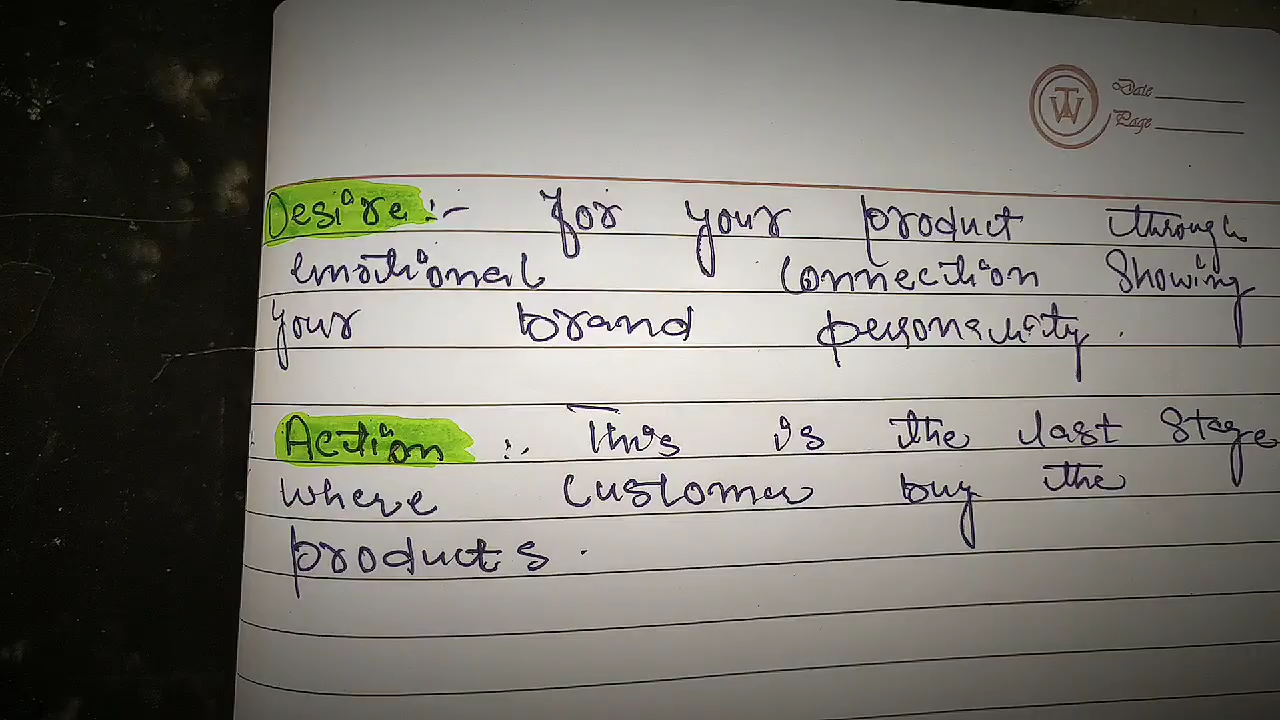 TW
Date
Page
Desire :- for your product through
emotional connection showing
your brand personality.
Action :- This is the last stage
where customer buy the
products.